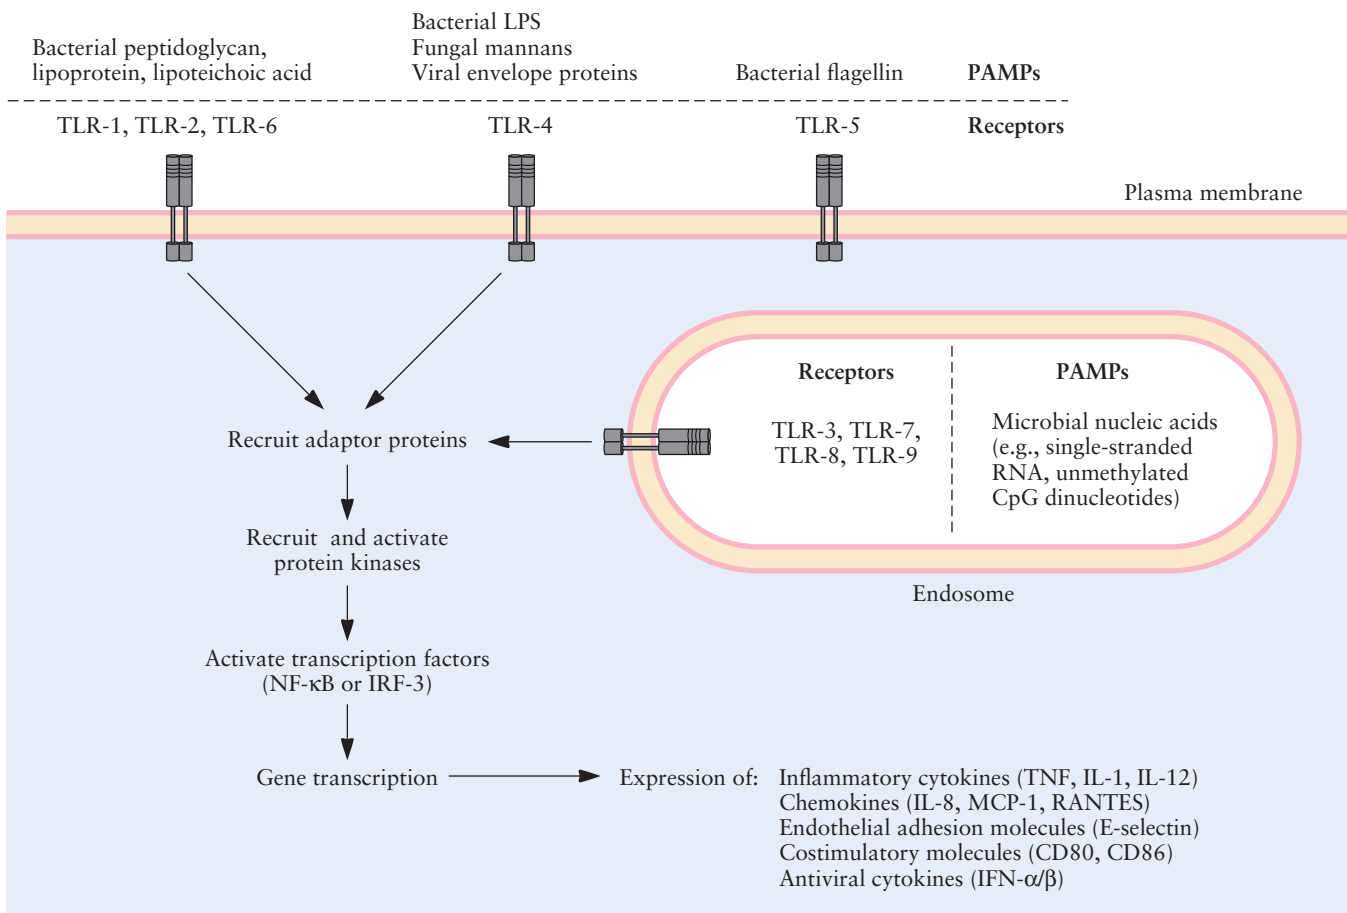 Bacterial peptidoglycan,
lipoprotein, lipoteichoic acid
Bacterial LPS
Fungal mannans
Viral envelope proteins
Bacterial flagellin
PAMPs
TLR-1, TLR-2, TLR-6
TLR-4
TLR-5
Receptors
Plasma membrane
Receptors
PAMPs
TLR-3, TLR-7,
TLR-8, TLR-9
Microbial nucleic acids
(e.g., single-stranded
RNA, unmethylated
CpG dinucleotides)
Endosome
Recruit adaptor proteins
Recruit and activate
protein kinases
Activate transcription factors
(NF-κB or IRF-3)
Gene transcription
Expression of:
Inflammatory cytokines (TNF, IL-1, IL-12)
Chemokines (IL-8, MCP-1, RANTES)
Endothelial adhesion molecules (E-selectin)
Costimulatory molecules (CD80, CD86)
Antiviral cytokines (IFN-α/β)